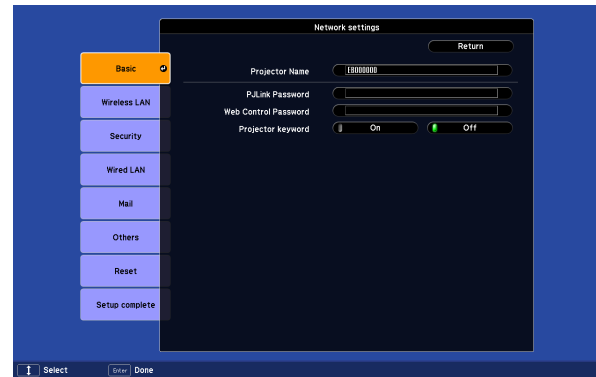 Network settings
Return
Basic
Projector Name
EB000000
Wireless LAN
PJLink Password
Web Control Password
Security
Projector keyword
On
Off
Wired LAN
Mail
Others
Reset
Setup complete
Select
Enter
Done